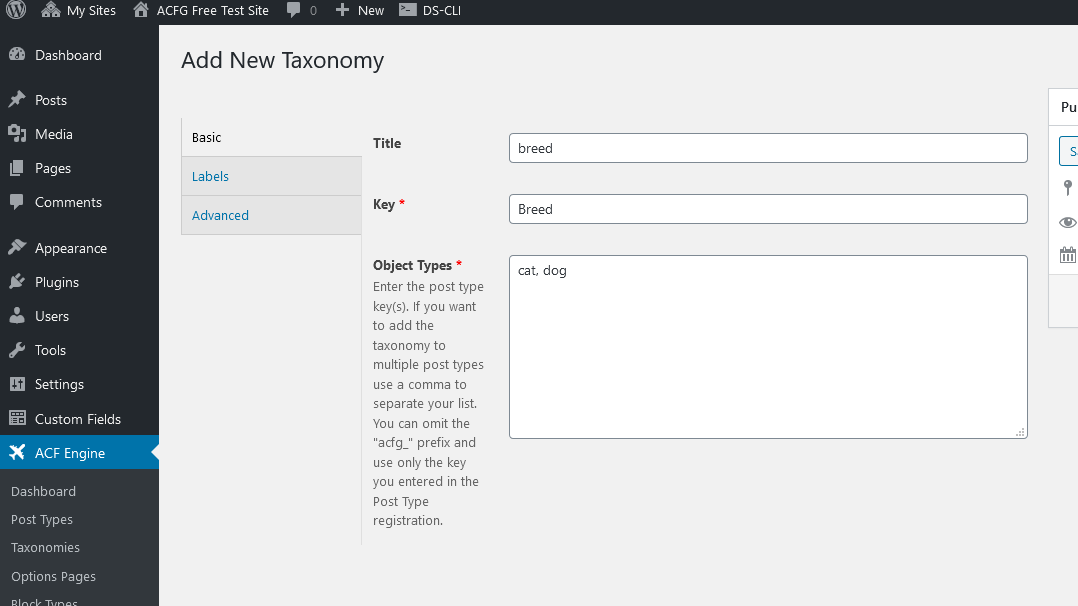 My Sites ACFG Free Test Site 0 New DS-CLI
Dashboard
Posts
Media
Pages
Comments
Appearance
Plugins
Users
Tools
Settings
Custom Fields
ACF Engine
Dashboard
Post Types
Taxonomies
Options Pages
Block Types
Add New Taxonomy
Basic
Labels
Advanced
Title
breed
Key *
Breed
Object Types *
Enter the post type
key(s). If you want
to add the
taxonomy to
multiple post types
use a comma to
separate your list.
You can omit the
"acfg_" prefix and
use only the key
you entered in the
Post Type
registration.
cat, dog
Pu
S